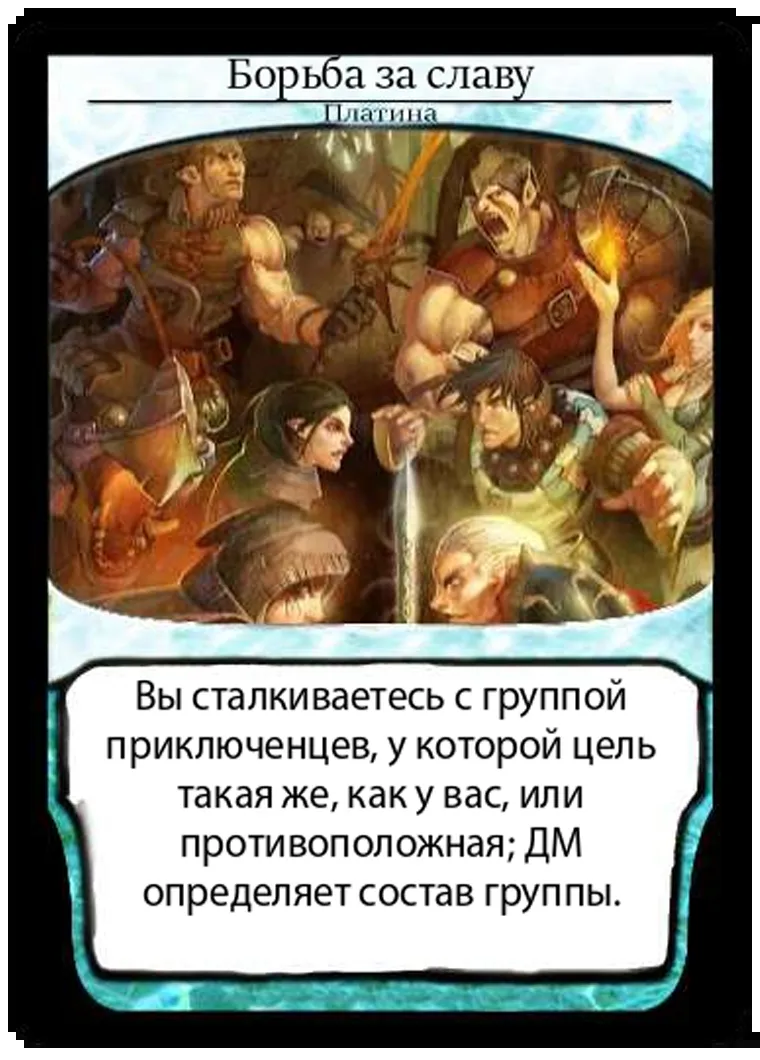 Борьба за славу
Платина
Вы сталкиваетесь с группой
приключенцев, у которой цель
такая же, как у вас, или
противоположная; ДМ
определяет состав группы.